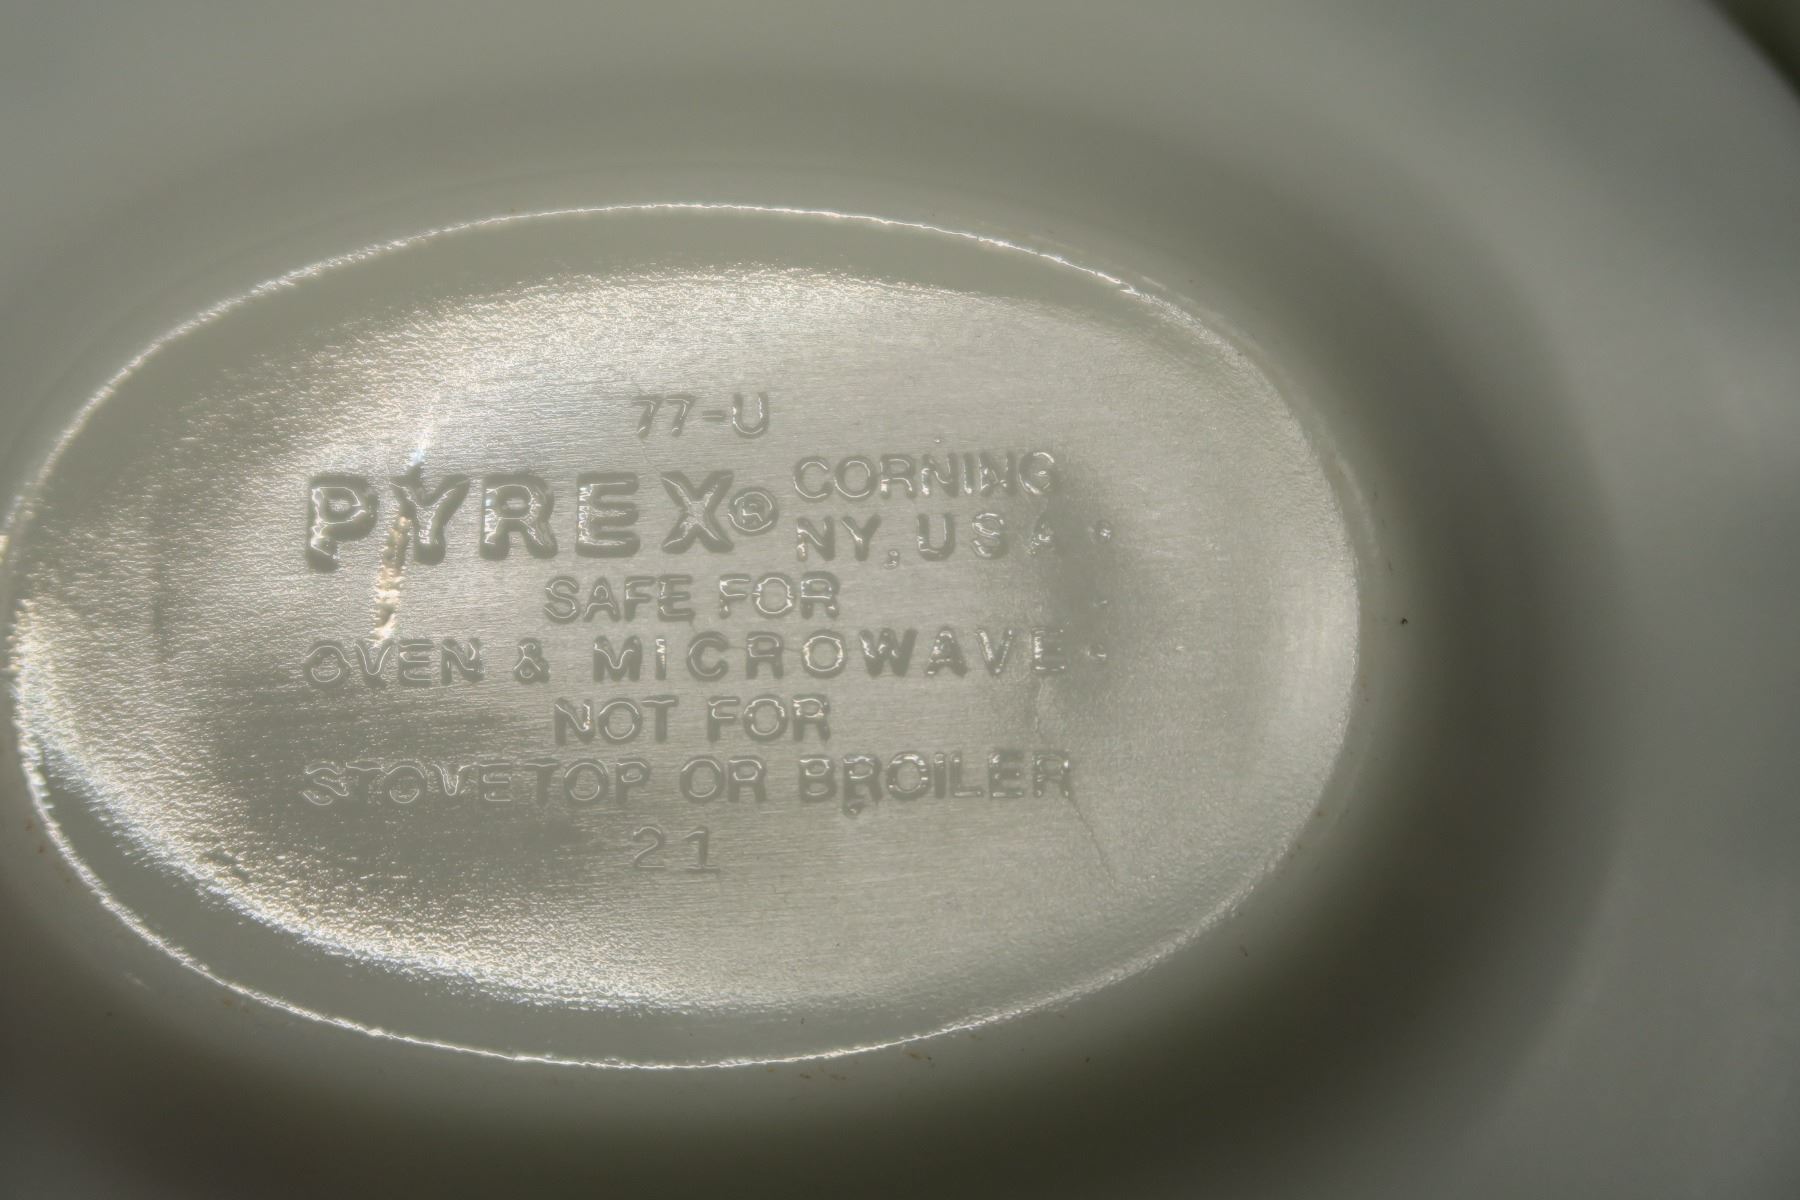 77-U
PYREX® CORNING
NY, USA
SAFE FOR
OVEN & MICROWAVE
NOT FOR
STOVETOP OR BROILER
21